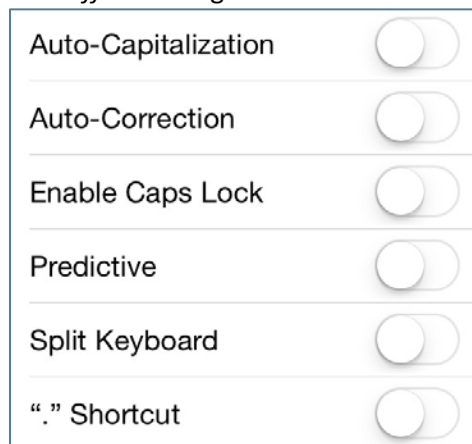 Auto-Capitalization
Auto-Correction
Enable Caps Lock
Predictive
Split Keyboard
“.” Shortcut